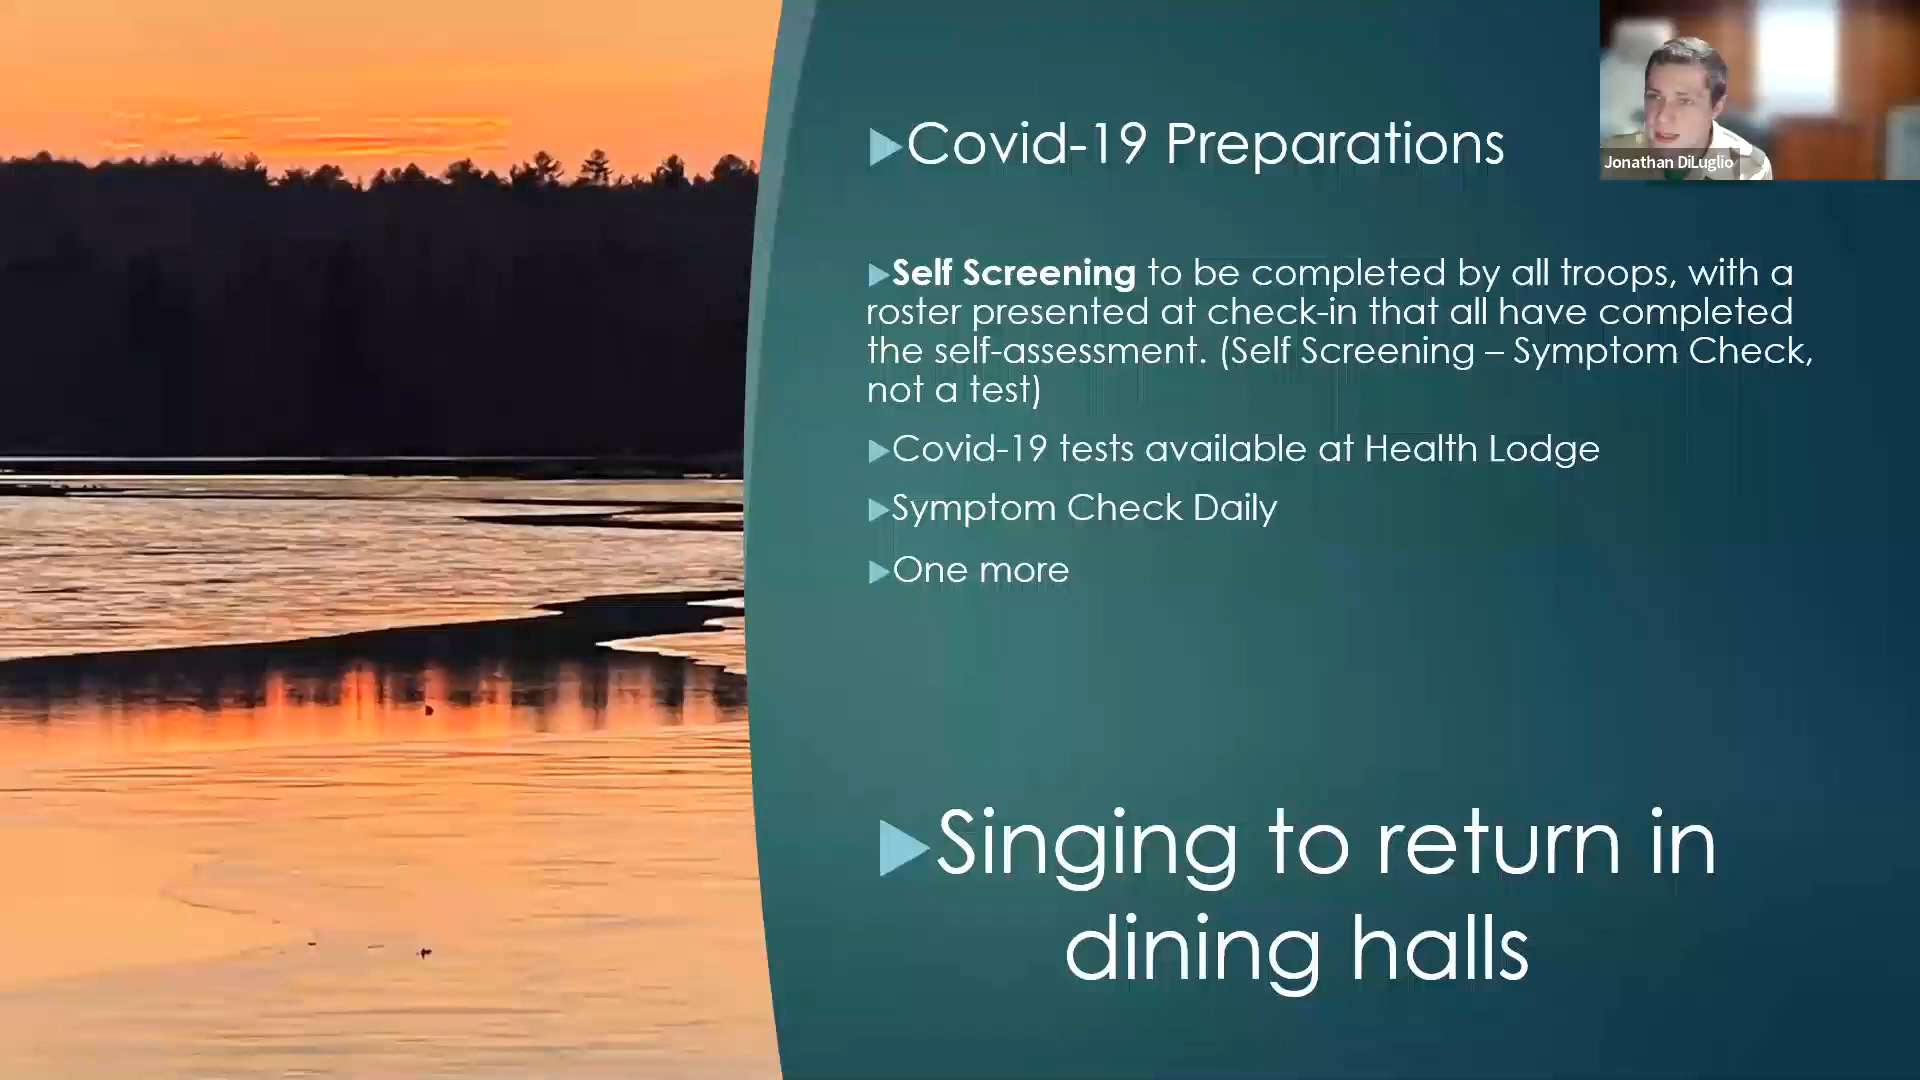 Covid-19 Preparations
Jonathan DiLuglio
Self Screening to be completed by all troops, with a
roster presented at check-in that all have completed
the self-assessment. (Self Screening – Symptom Check,
not a test)
Covid-19 tests available at Health Lodge
Symptom Check Daily
One more
Singing to return in
dining halls